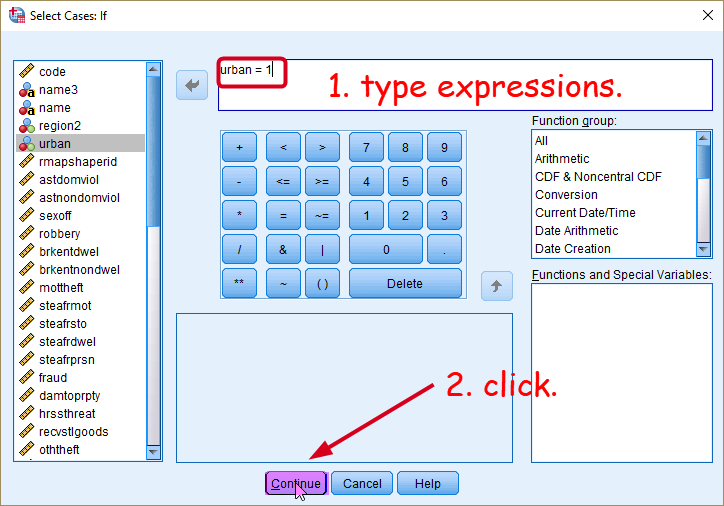 Select Cases: If
code
name3
name
region2
urban
rmapshaperid
astdomviol
astnondomviol
sexoff
robbery
brkentdwel
brkentnondwel
mottheft
steafrmot
steafrsto
steafrdwel
steafrprsn
fraud
damtoprpty
hrssthreat
recvstlgoods
oththeft
urban = 1
1. type expressions.
+ < > 7 8 9
- <= >= 4 5 6
* = ~= 1 2 3
/ & | 0 .
** ~ ( ) Delete
Function group:
All
Arithmetic
CDF & Noncentral CDF
Conversion
Current Date/Time
Date Arithmetic
Date Creation
Functions and Special Variables:
2. click.
Continue Cancel Help